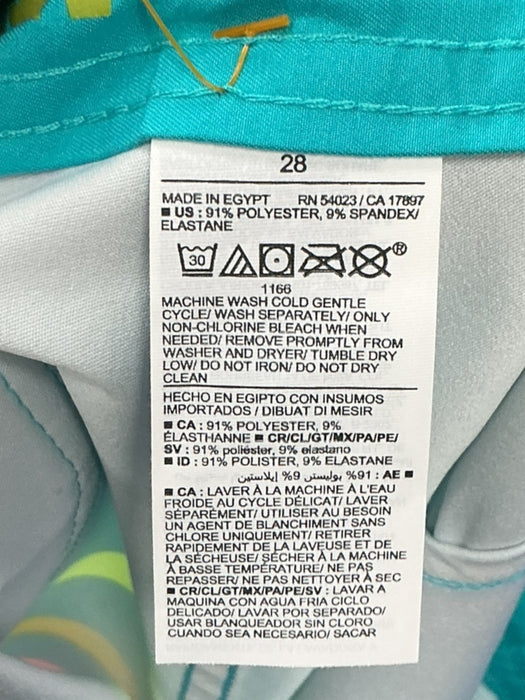 28
MADE IN EGYPT RN 54023 / CA 17897
■ US : 91% POLYESTER, 9% SPANDEX/
ELASTANE
30
®
1166
MACHINE WASH COLD GENTLE
CYCLE/ WASH SEPARATELY/ ONLY
NON-CHLORINE BLEACH WHEN
NEEDED/ REMOVE PROMPTLY FROM
WASHER AND DRYER/ TUMBLE DRY
LOW/ DO NOT IRON/ DO NOT DRY
CLEAN
HECHO EN EGIPTO CON INSUMOS
IMPORTADOS / DIBUAT DI MESIR
■ CA : 91% POLYESTER, 9%
ÉLASTHANNE ■ CR/CL/GT/MX/PA/PE/
SV : 91% poliéster, 9% elastano
■ ID : 91% POLISTER, 9% ELASTANE
■ AE : 91% بوليستر 9% إيلاستين
■ CA : LAVER À LA MACHINE À L'EAU
FROIDE AU CYCLE DÉLICAT/ LAVER
SÉPARÉMENT/ UTILISER AU BESOIN
UN AGENT DE BLANCHIMENT SANS
CHLORE UNIQUEMENT/ RETIRER
RAPIDEMENT DE LA LAVEUSE ET DE
LA SÉCHEUSE/ SÉCHER À LA MACHINE
À BASSE TEMPÉRATURE/ NE PAS
REPASSER/ NE PAS NETTOYER À SEC
■ CR/CL/GT/MX/PA/PE/SV : LAVAR A
MAQUINA CON AGUA FRIA CICLO
DELICADO/ LAVAR POR SEPARADO/
USAR BLANQUEADOR SIN CLORO
CUANDO SEA NECESARIO/ SACAR